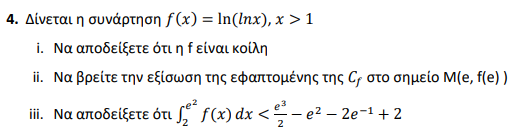 4. Δίνεται η συνάρτηση f(x) = ln(lnx), x > 1
i. Να αποδείξετε ότι η f είναι κοίλη
ii. Να βρείτε την εξίσωση της εφαπτομένης της C_f στο σημείο M(e, f(e) )
iii. Να αποδείξετε ότι ∫_2^{e^2} f(x) dx < e^3/2 − e^2 − 2e^{−1} + 2